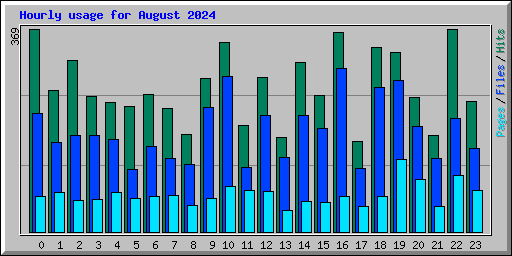 Hourly usage for August 2024
369
Pages/Files/Hits
0 1 2 3 4 5 6 7 8 9 10 11 12 13 14 15 16 17 18 19 20 21 22 23